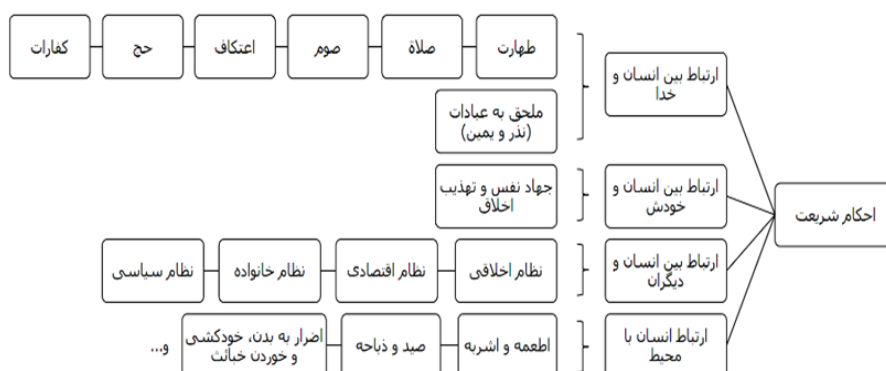 احکام شریعت
ارتباط بین انسان و
خدا
طهارت
صلاة
صوم
اعتکاف
حج
کفارات
ملحق به عبادات
(نذر و یمین)
ارتباط بین انسان و
خودش
جهاد نفس و تهذیب
اخلاق
ارتباط بین انسان و
دیگران
نظام اخلاقی
نظام اقتصادی
نظام خانواده
نظام سیاسی
ارتباط انسان با
محیط
اطعمه و اشربه
صید و ذباحه
اضرار به بدن، خودکشی
و خوردن خبائث
و...